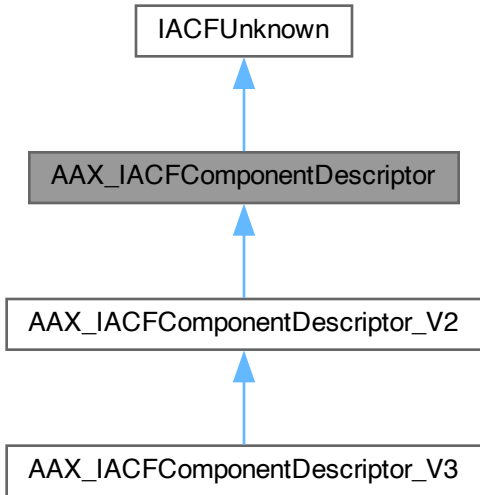 IACFUnknown
AAX_IACFComponentDescriptor
AAX_IACFComponentDescriptor_V2
AAX_IACFComponentDescriptor_V3